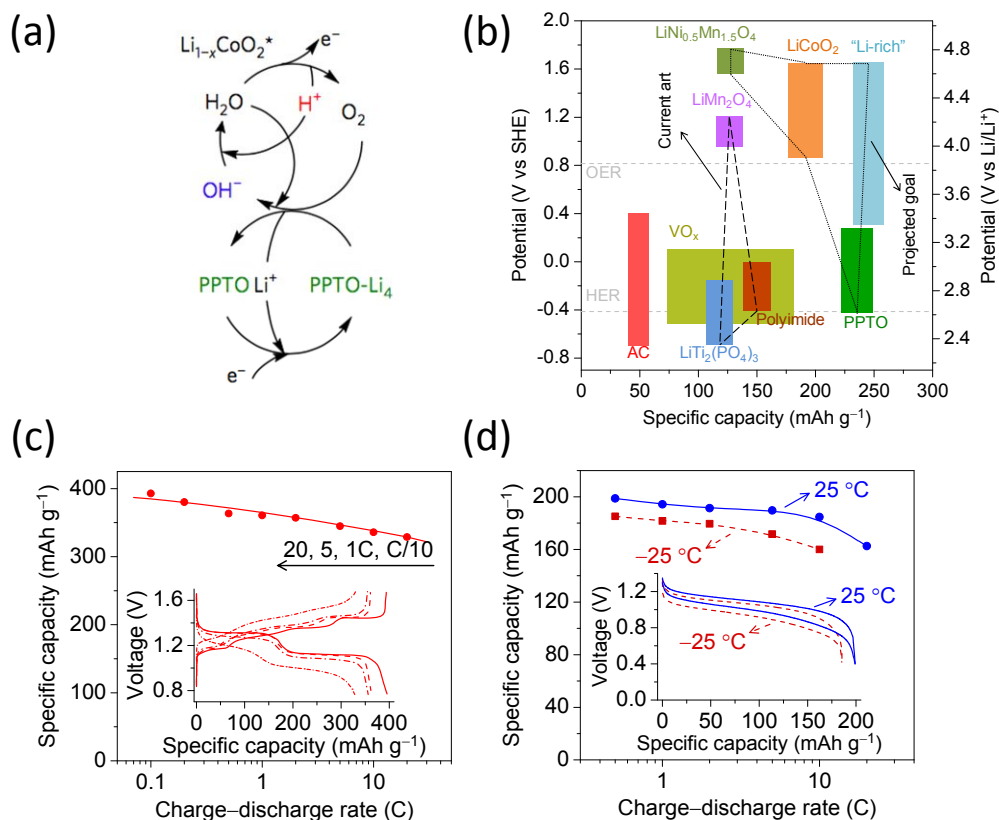 (a)
Li₁₋ₓCoO₂*
e⁻
H₂O
H⁺
O₂
OH⁻
PPTO
Li⁺
PPTO-Li₄
e⁻
(b)
LiNi₀.₅Mn₁.₅O₄
LiCoO₂
"Li-rich"
LiMn₂O₄
Current art
OER
VOₓ
Projected goal
HER
Polyimide
PPTO
AC
LiTi₂(PO₄)₃
2.0
1.6
1.2
0.8
0.4
0.0
-0.4
-0.8
Potential (V vs SHE)
4.8
4.4
4.0
3.6
3.2
2.8
2.4
Potential (V vs Li/Li⁺)
0 50 100 150 200 250 300
Specific capacity (mAh g⁻¹)
(c)
400
300
200
100
0
Specific capacity (mAh g⁻¹)
20, 5, 1C, C/10
1.6
1.2
0.8
Voltage (V)
0 100 200 300 400
Specific capacity (mAh g⁻¹)
0.1 1 10
Charge–discharge rate (C)
(d)
200
160
120
80
40
0
Specific capacity (mAh g⁻¹)
25 °C
−25 °C
1.2
0.8
0.4
0.0
Voltage (V)
25 °C
−25 °C
0 50 100 150 200
Specific capacity (mAh g⁻¹)
1 10
Charge–discharge rate (C)